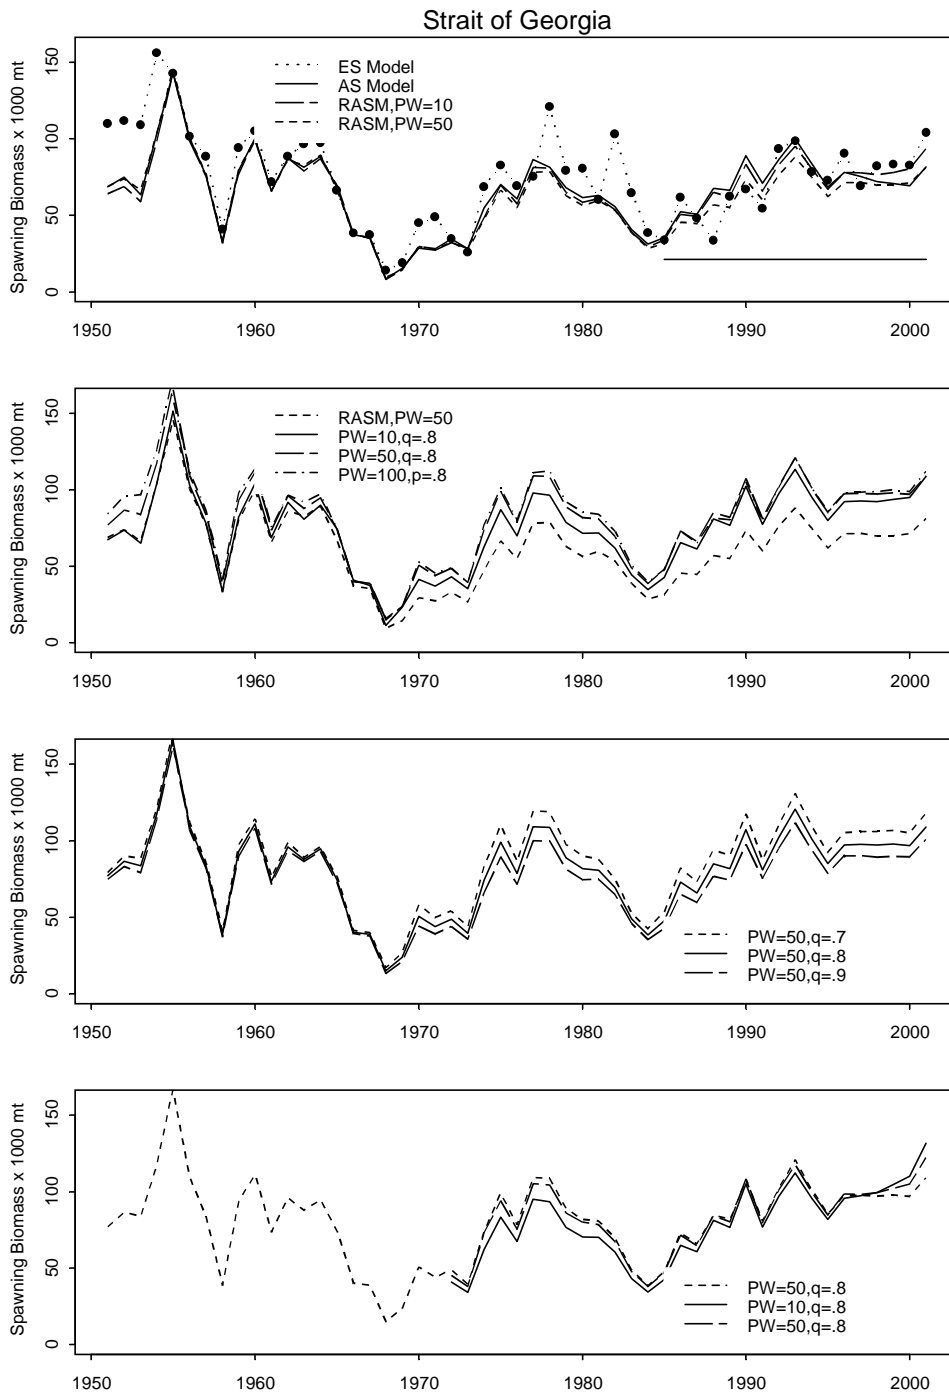 Strait of Georgia
Spawning Biomass x 1000 mt
0 50 100 150
ES Model
AS Model
RASM,PW=10
RASM,PW=50
1950 1960 1970 1980 1990 2000
Spawning Biomass x 1000 mt
0 50 100 150
RASM,PW=50
PW=10,q=.8
PW=50,q=.8
PW=100,p=.8
1950 1960 1970 1980 1990 2000
Spawning Biomass x 1000 mt
0 50 100 150
PW=50,q=.7
PW=50,q=.8
PW=50,q=.9
1950 1960 1970 1980 1990 2000
Spawning Biomass x 1000 mt
0 50 100 150
PW=50,q=.8
PW=10,q=.8
PW=50,q=.8
1950 1960 1970 1980 1990 2000